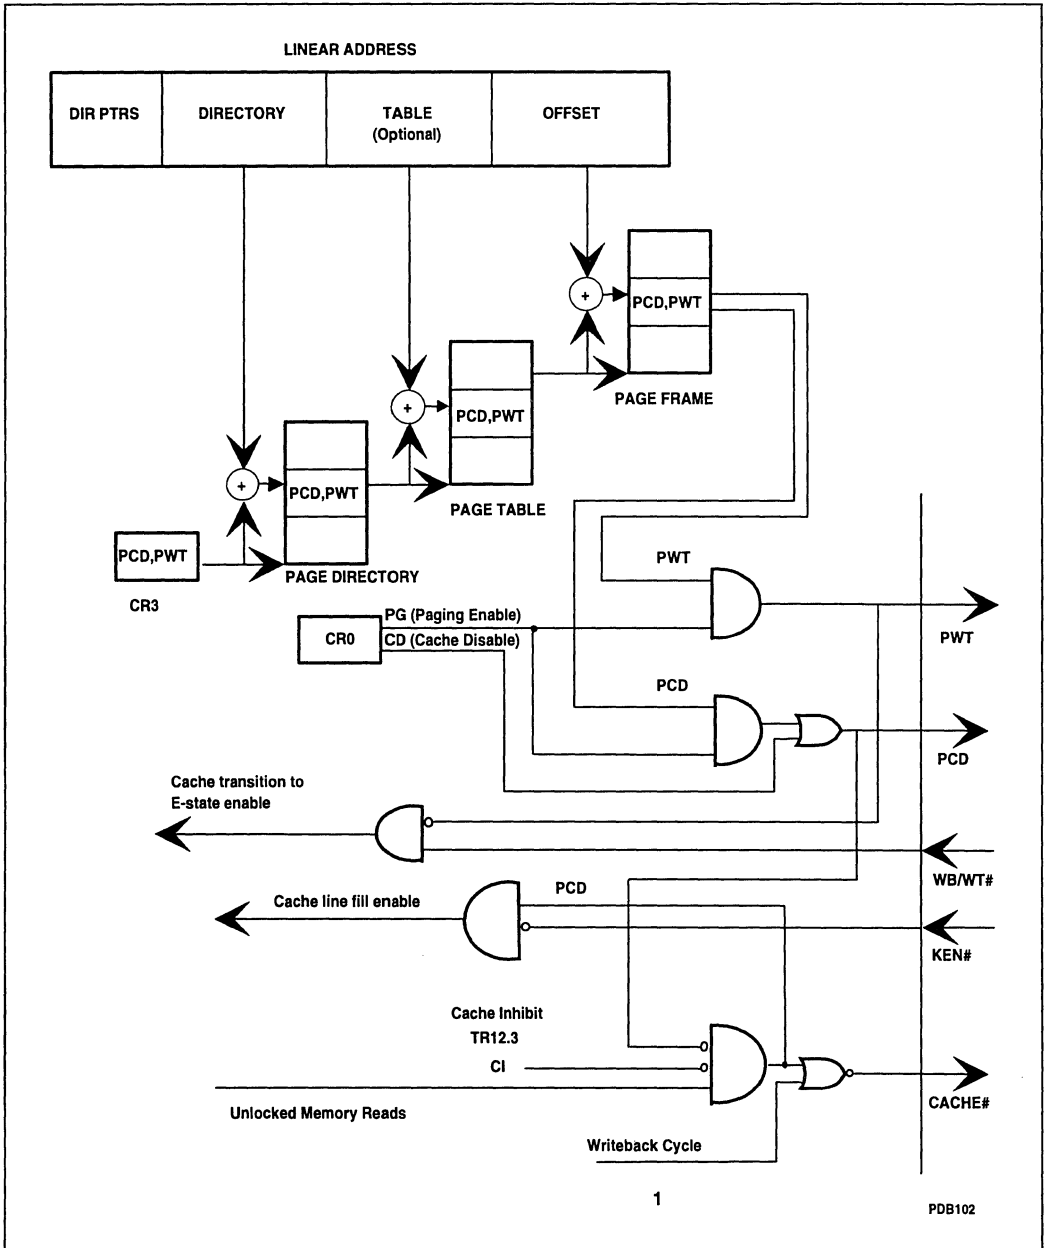 LINEAR ADDRESS
DIR PTRS
DIRECTORY
TABLE
(Optional)
OFFSET
PCD,PWT
PAGE FRAME
PCD,PWT
PAGE TABLE
PCD,PWT
PAGE DIRECTORY
PCD,PWT
CR3
CR0
PG (Paging Enable)
CD (Cache Disable)
PWT
PWT
PCD
PCD
Cache transition to
E-state enable
WB/WT#
Cache line fill enable
PCD
KEN#
Cache Inhibit
TR12.3
CI
Unlocked Memory Reads
CACHE#
Writeback Cycle
1
PDB102